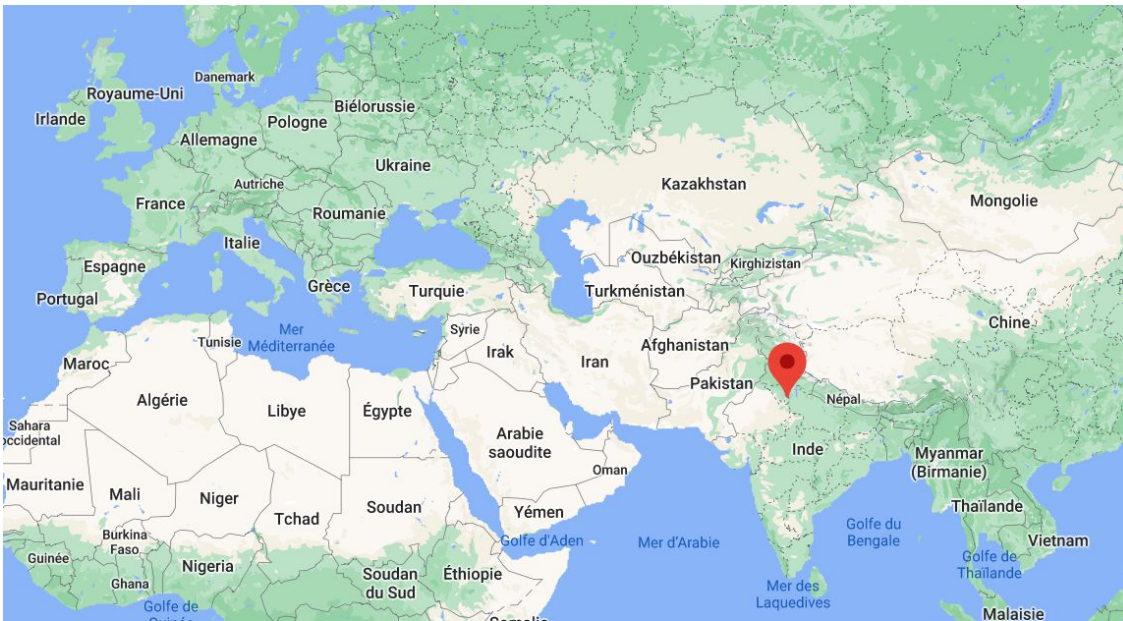 Danemark
Royaume-Uni
Irlande
Biélorussie
Pologne
Allemagne
Ukraine
Autriche
Kazakhstan
Mongolie
France
Roumanie
Italie
Ouzbékistan
Kirghizistan
Espagne
Grèce
Turquie
Turkménistan
Portugal
Chine
Mer
Méditerranée
Syrie
Tunisie
Afghanistan
Irak
Iran
Maroc
Pakistan
Algérie
Libye
Égypte
Népal
Sahara
occidental
Arabie
saoudite
Inde
Myanmar
(Birmanie)
Oman
Mauritanie
Mali
Niger
Soudan
Yémen
Thaïlande
Tchad
Golfe du
Bengale
Burkina
Faso
Golfe d'Aden
Mer d'Arabie
Vietnam
Guinée
Nigeria
Golfe de
Thaïlande
Ghana
Soudan
du Sud
Éthiopie
Mer des
Laquedives
Golfe de
Guinée
Malaisie
Somalie